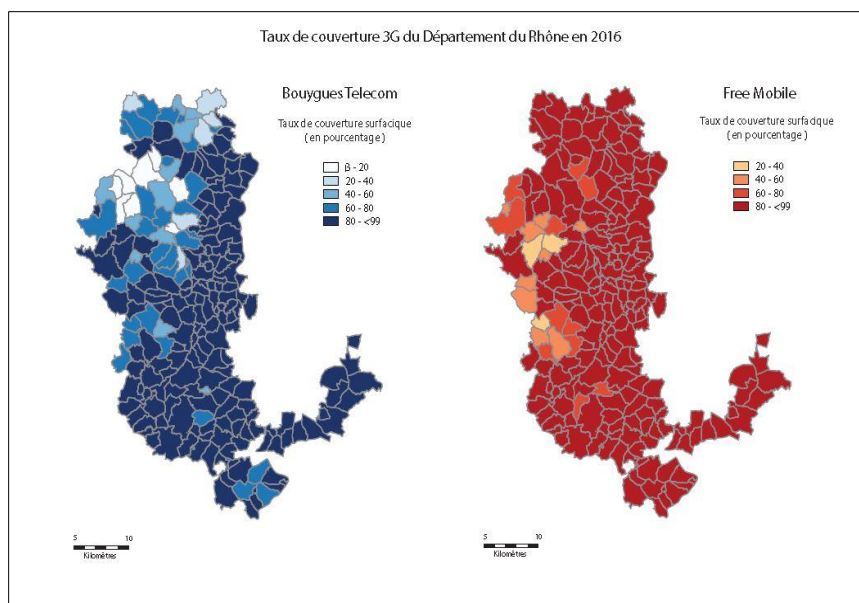 Taux de couverture 3G du Département du Rhône en 2016
Bouygues Telecom
Taux de couverture surfacique
( en pourcentage )
β - 20
20 - 40
40 - 60
60 - 80
80 - <99
5 10
Kilomètres
Free Mobile
Taux de couverture surfacique
( en pourcentage )
20 - 40
40 - 60
60 - 80
80 - <99
5 10
Kilomètres